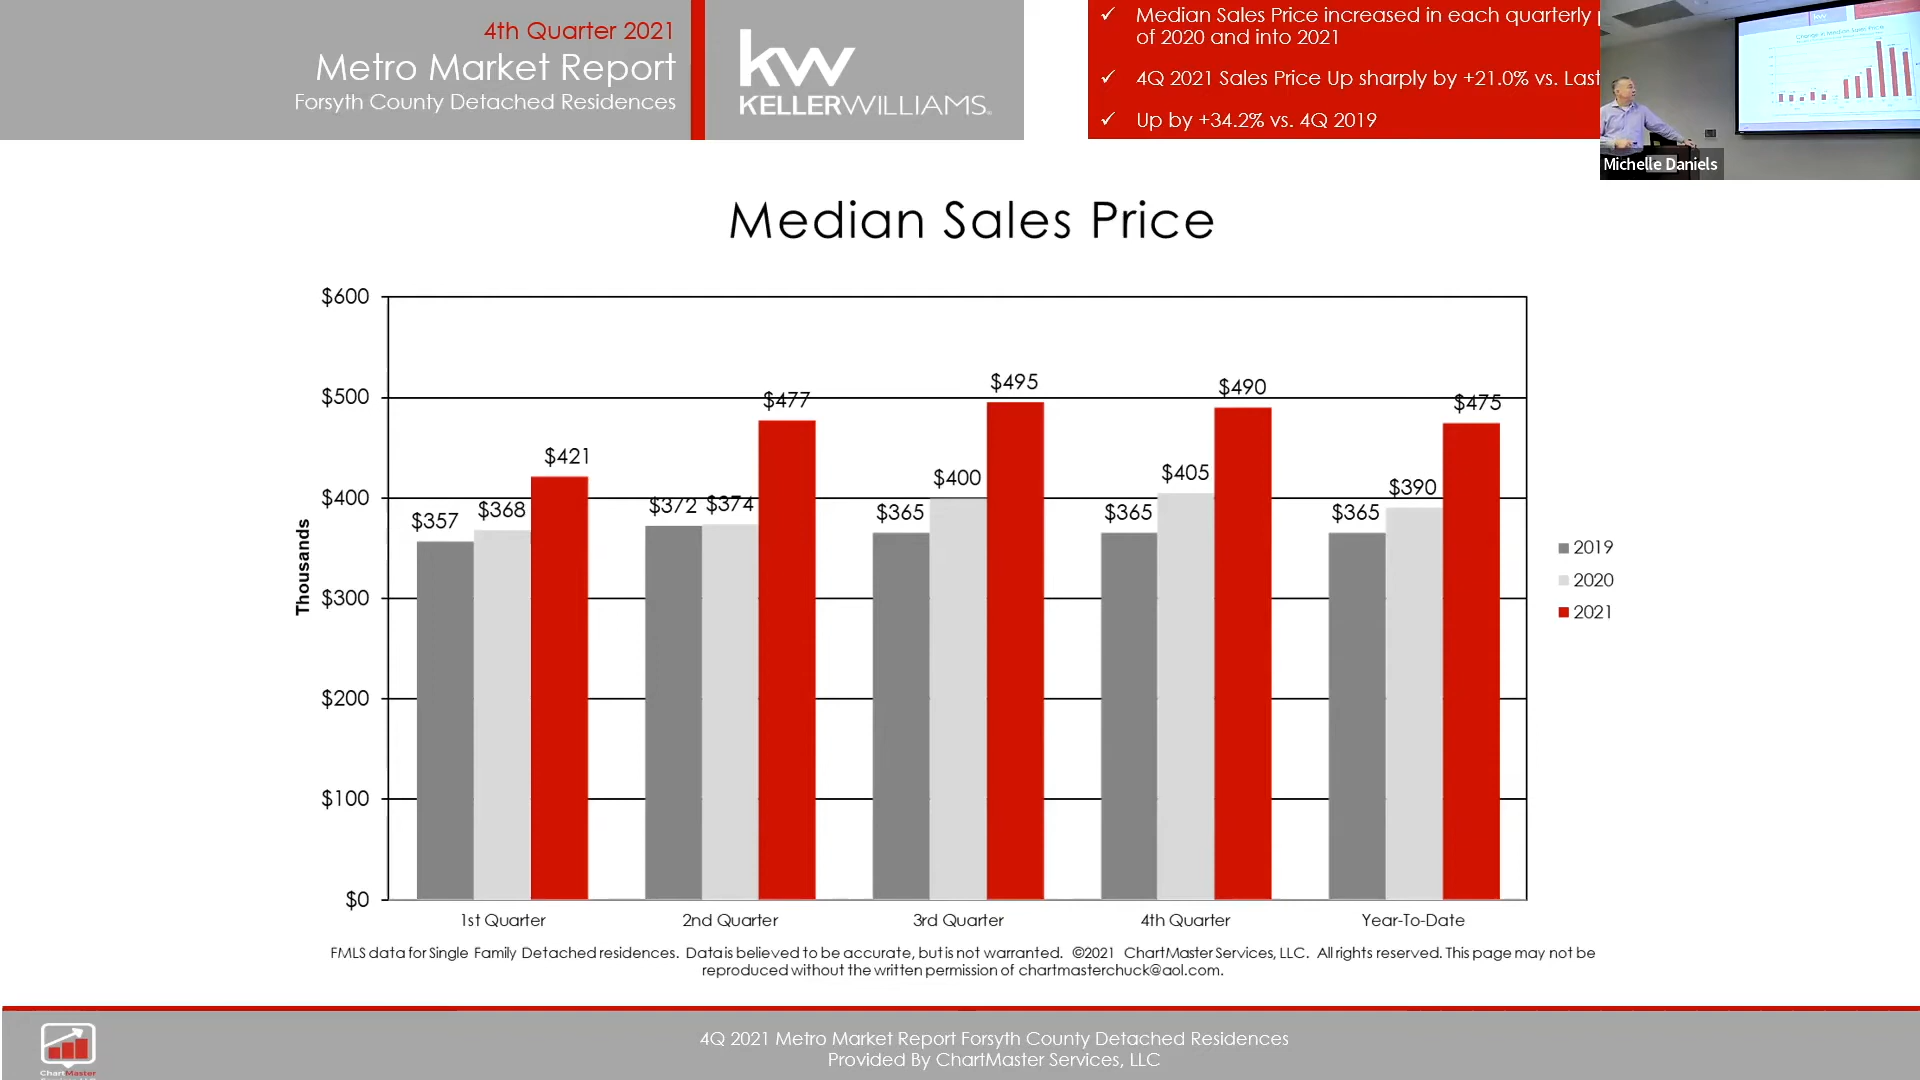 4th Quarter 2021
Metro Market Report
Forsyth County Detached Residences
kw
KELLERWILLIAMS.
✓ Median Sales Price increased in each quarterly
of 2020 and into 2021
✓ 4Q 2021 Sales Price Up sharply by +21.0% vs. Last
✓ Up by +34.2% vs. 4Q 2019
Change in Median Sales Price
Michelle Daniels
Median Sales Price
$600
$500
$400
$300
$200
$100
$0
Thousands
$357 $368 $421
$372 $374 $477
$365 $400 $495
$365 $405 $490
$365 $390 $475
2019
2020
2021
1st Quarter 2nd Quarter 3rd Quarter 4th Quarter Year-To-Date
FMLS data for Single Family Detached residences. Data is believed to be accurate, but is not warranted. ©2021 ChartMaster Services, LLC. All rights reserved. This page may not be
reproduced without the written permission of chartmasterchuck@aol.com.
4Q 2021 Metro Market Report Forsyth County Detached Residences
Provided By ChartMaster Services, LLC
ChartMaster